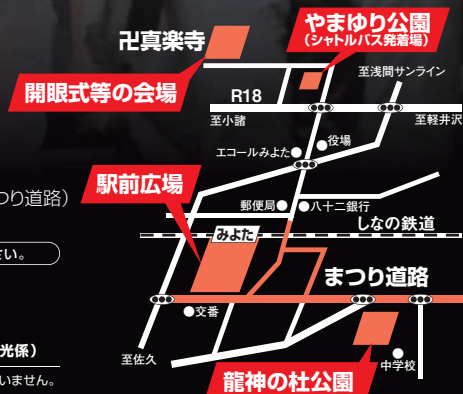 卍真楽寺
やまゆり公園
(シャトルバス発着場)
至浅間サンライン
開眼式等の会場
R18
至小諸
至軽井沢
役場
エコールみよた
駅前広場
つり道路）
郵便局
八十二銀行
しなの鉄道
さい。
みよた
まつり道路
交番
光係）
至佐久
中学校
いません。
龍神の杜公園